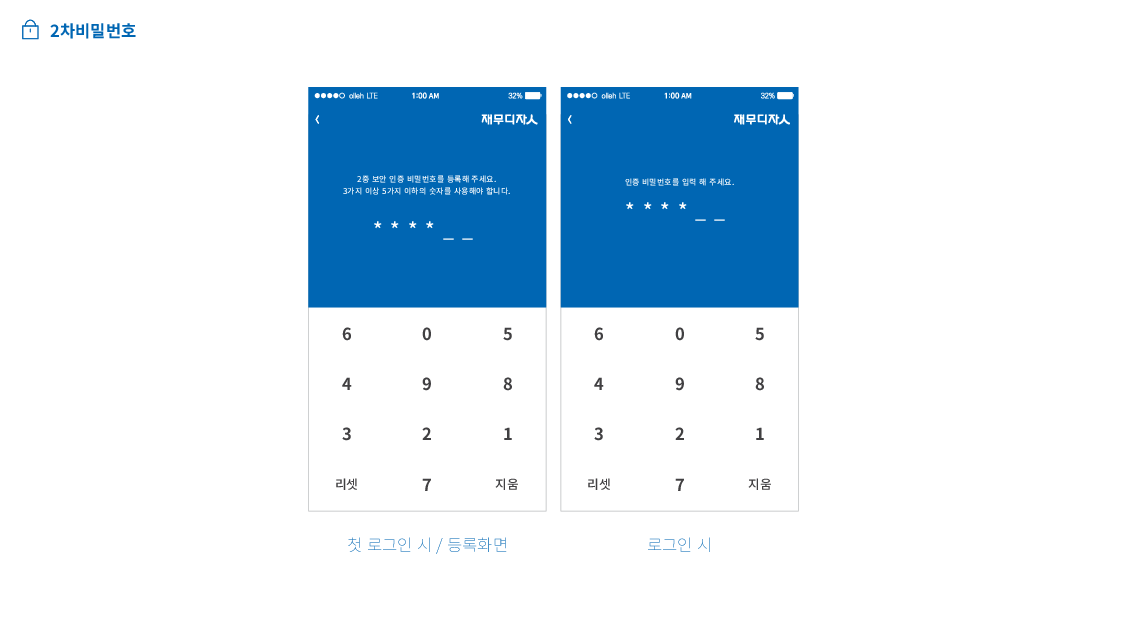 2차비밀번호
olleh LTE 1:00 AM 32%
재무디자人
2중 보안 인증 비밀번호를 등록해 주세요.
3가지 이상 5가지 이하의 숫자를 사용해야 합니다.
* * * * _ _
6 0 5
4 9 8
3 2 1
리셋 7 지움
첫 로그인 시 / 등록화면
olleh LTE 1:00 AM 32%
재무디자人
인증 비밀번호를 입력 해 주세요.
* * * * _ _
6 0 5
4 9 8
3 2 1
리셋 7 지움
로그인 시